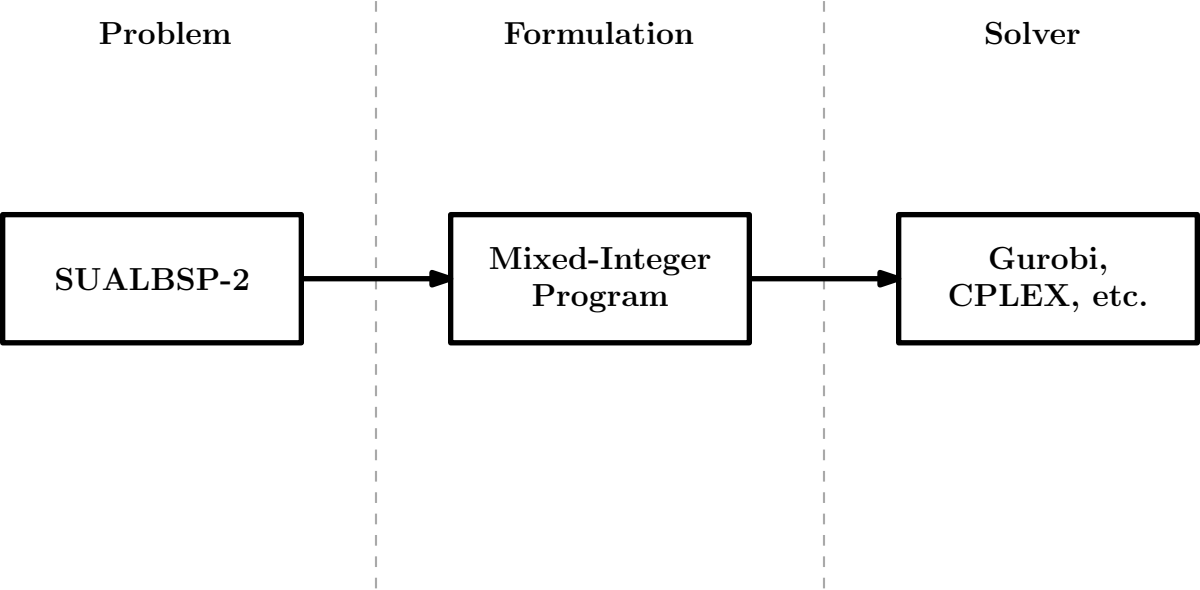 Problem
Formulation
Solver
SUALBSP-2
Mixed-Integer
Program
Gurobi,
CPLEX, etc.